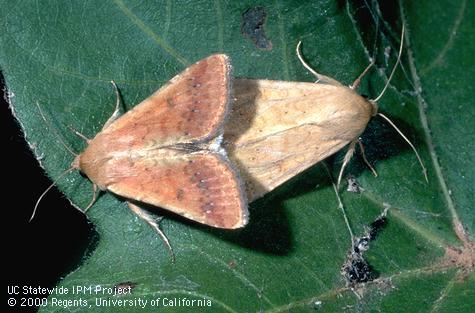 UC Statewide IPM Project
© 2000 Regents, University of California